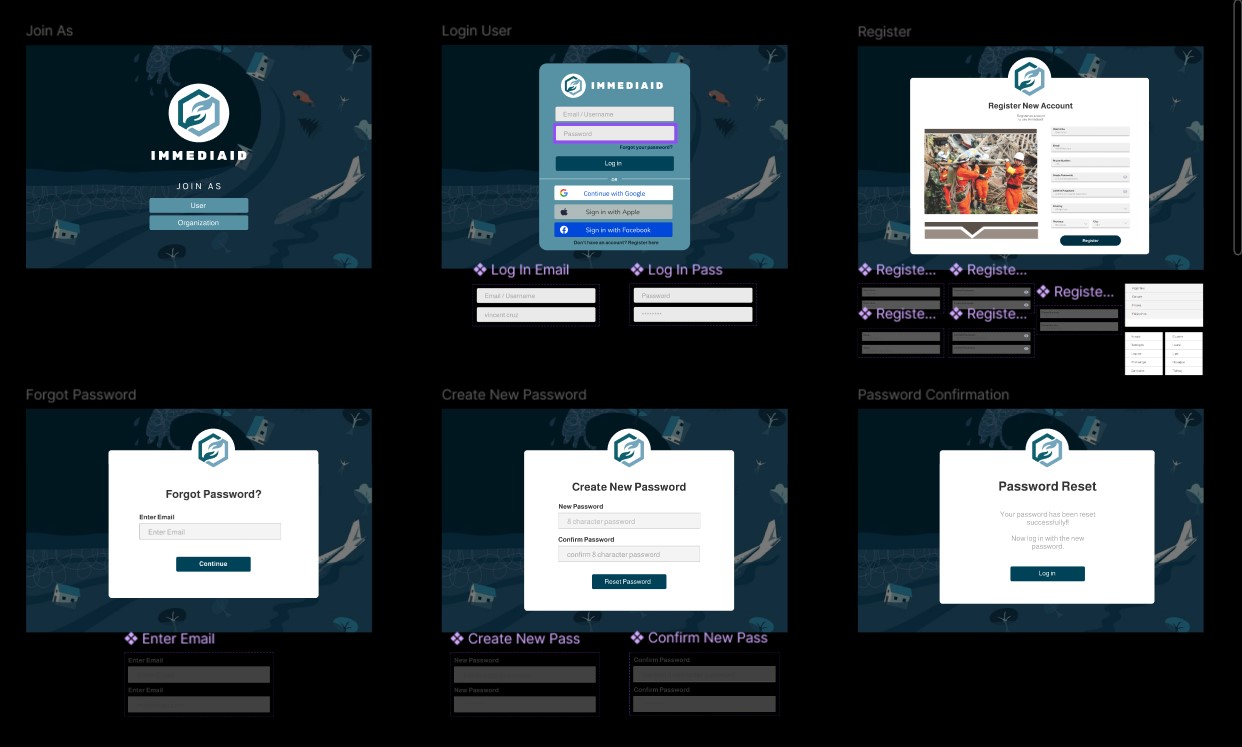 Join As
Login User
Register
IMMEDIAID
JOIN AS
User
Organization
IMMEDIAID
Email / Username
Password
Forgot your password?
Log in
OR
Continue with Google
Sign in with Apple
Sign in with Facebook
Don't have an account? Register here
Register New Account
Register
Log In Email
Email / Username
vincent cruz
Log In Pass
Password
********
Registe...
Registe...
Registe...
Registe...
Registe...
Forgot Password
Create New Password
Password Confirmation
Forgot Password?
Enter Email
Enter Email
Continue
Create New Password
New Password
8 character password
Confirm Password
confirm 8 character password
Reset Password
Password Reset
Your password has been reset
successfully!!
Now log in with the new
password.
Log in
Enter Email
Enter Email
Enter Email
Create New Pass
New Password
New Password
Confirm New Pass
Confirm Password
Confirm Password